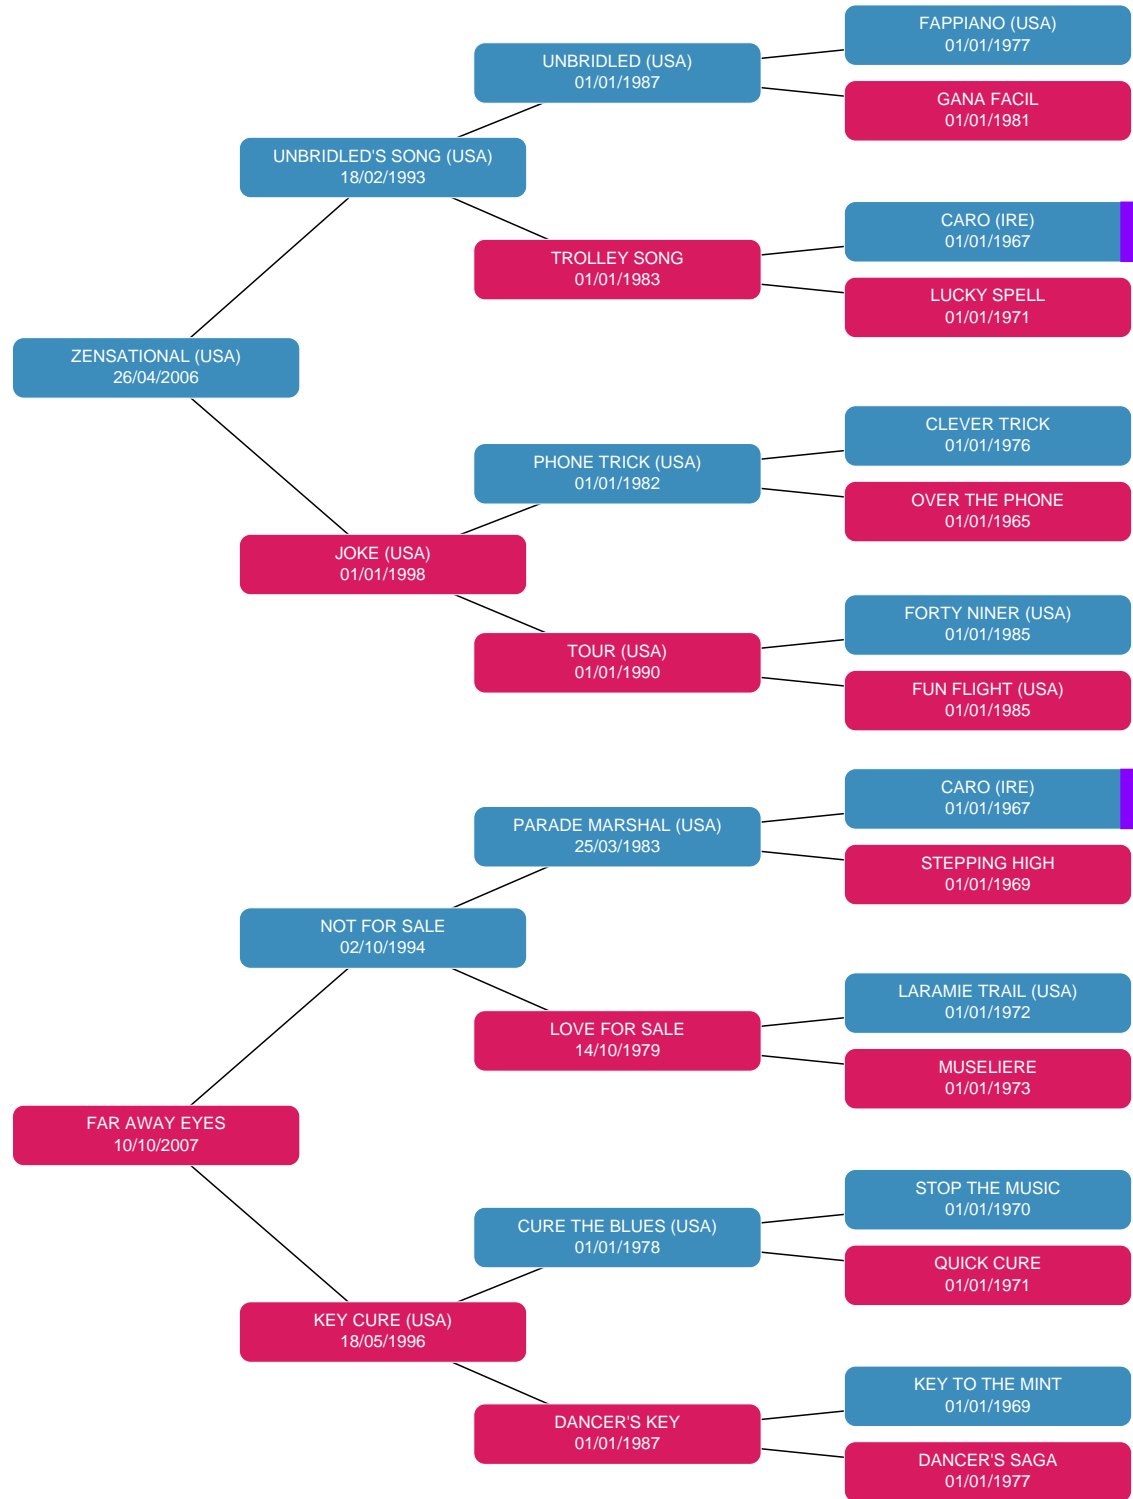 FAPPIANO (USA)
01/01/1977
UNBRIDLED (USA)
01/01/1987
GANA FACIL
01/01/1981
UNBRIDLED'S SONG (USA)
18/02/1993
CARO (IRE)
01/01/1967
TROLLEY SONG
01/01/1983
LUCKY SPELL
01/01/1971
ZENSATIONAL (USA)
26/04/2006
CLEVER TRICK
01/01/1976
PHONE TRICK (USA)
01/01/1982
OVER THE PHONE
01/01/1965
JOKE (USA)
01/01/1998
FORTY NINER (USA)
01/01/1985
TOUR (USA)
01/01/1990
FUN FLIGHT (USA)
01/01/1985
CARO (IRE)
01/01/1967
PARADE MARSHAL (USA)
25/03/1983
STEPPING HIGH
01/01/1969
NOT FOR SALE
02/10/1994
LARAMIE TRAIL (USA)
01/01/1972
LOVE FOR SALE
14/10/1979
MUSELIERE
01/01/1973
FAR AWAY EYES
10/10/2007
STOP THE MUSIC
01/01/1970
CURE THE BLUES (USA)
01/01/1978
QUICK CURE
01/01/1971
KEY CURE (USA)
18/05/1996
KEY TO THE MINT
01/01/1969
DANCER'S KEY
01/01/1987
DANCER'S SAGA
01/01/1977